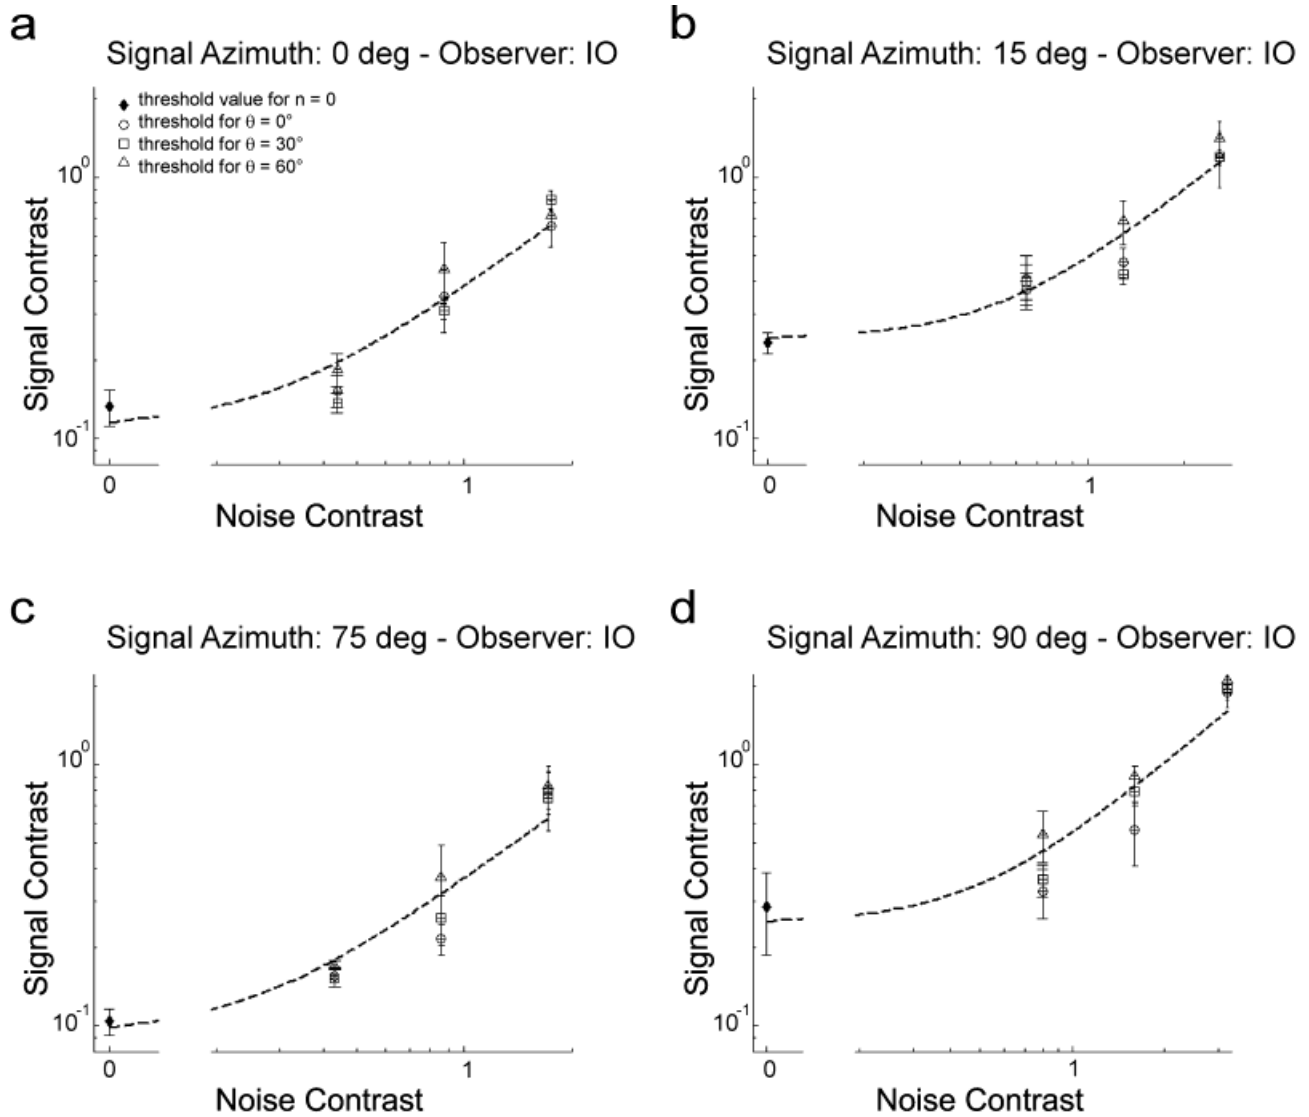 a
Signal Azimuth: 0 deg - Observer: IO
threshold value for n = 0
threshold for θ = 0°
threshold for θ = 30°
threshold for θ = 60°
Signal Contrast
10^0
10^-1
0
1
Noise Contrast
b
Signal Azimuth: 15 deg - Observer: IO
Signal Contrast
10^0
10^-1
0
1
Noise Contrast
c
Signal Azimuth: 75 deg - Observer: IO
Signal Contrast
10^0
10^-1
0
1
Noise Contrast
d
Signal Azimuth: 90 deg - Observer: IO
Signal Contrast
10^0
10^-1
0
1
Noise Contrast